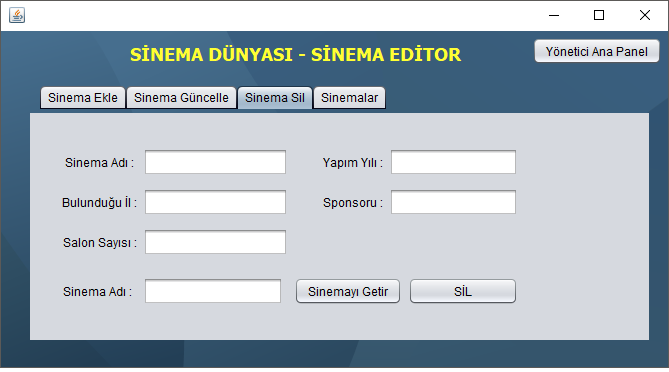 SİNEMA DÜNYASI - SİNEMA EDİTOR
Yönetici Ana Panel
Sinema Ekle Sinema Güncelle Sinema Sil Sinemalar
Sinema Adı : Yapım Yılı :
Bulunduğu İl : Sponsoru :
Salon Sayısı :
Sinema Adı : Sinemayı Getir SİL